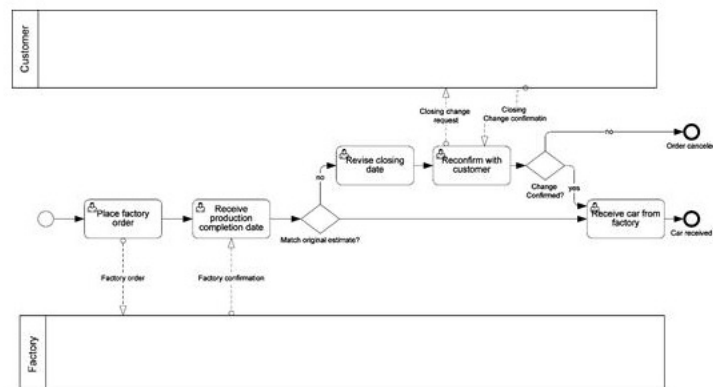 Customer
Closing change
request
Closing
Change confirmatin
Revise closing
date
Reconfirm with
customer
no
Order canceled
no
Change
Confirmed?
yes
Place factory
order
Receive
production
completion date
Match original estimate?
Receive car from
factory
Car received
Factory order
Factory confirmation
Factory